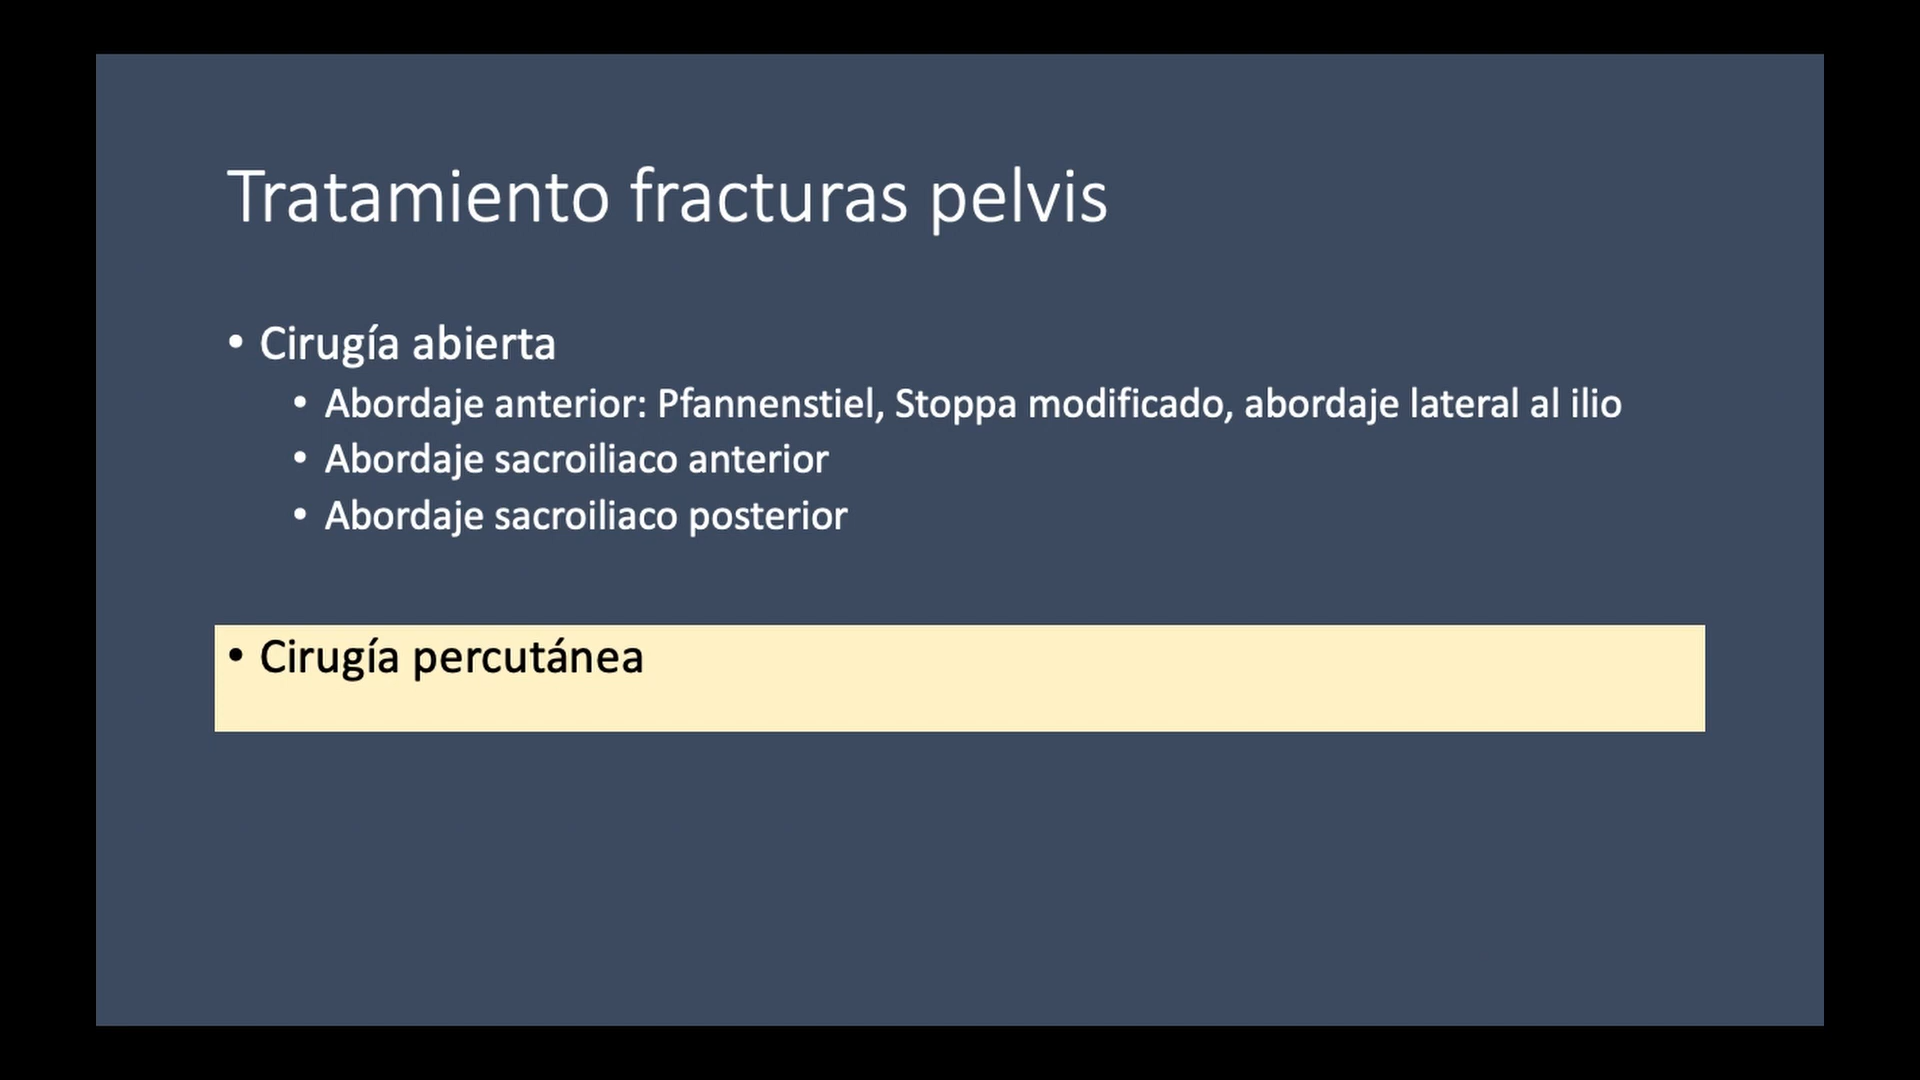 Tratamiento fracturas pelvis
• Cirugía abierta
• Abordaje anterior: Pfannenstiel, Stoppa modificado, abordaje lateral al ilio
• Abordaje sacroiliaco anterior
• Abordaje sacroiliaco posterior
• Cirugía percutánea